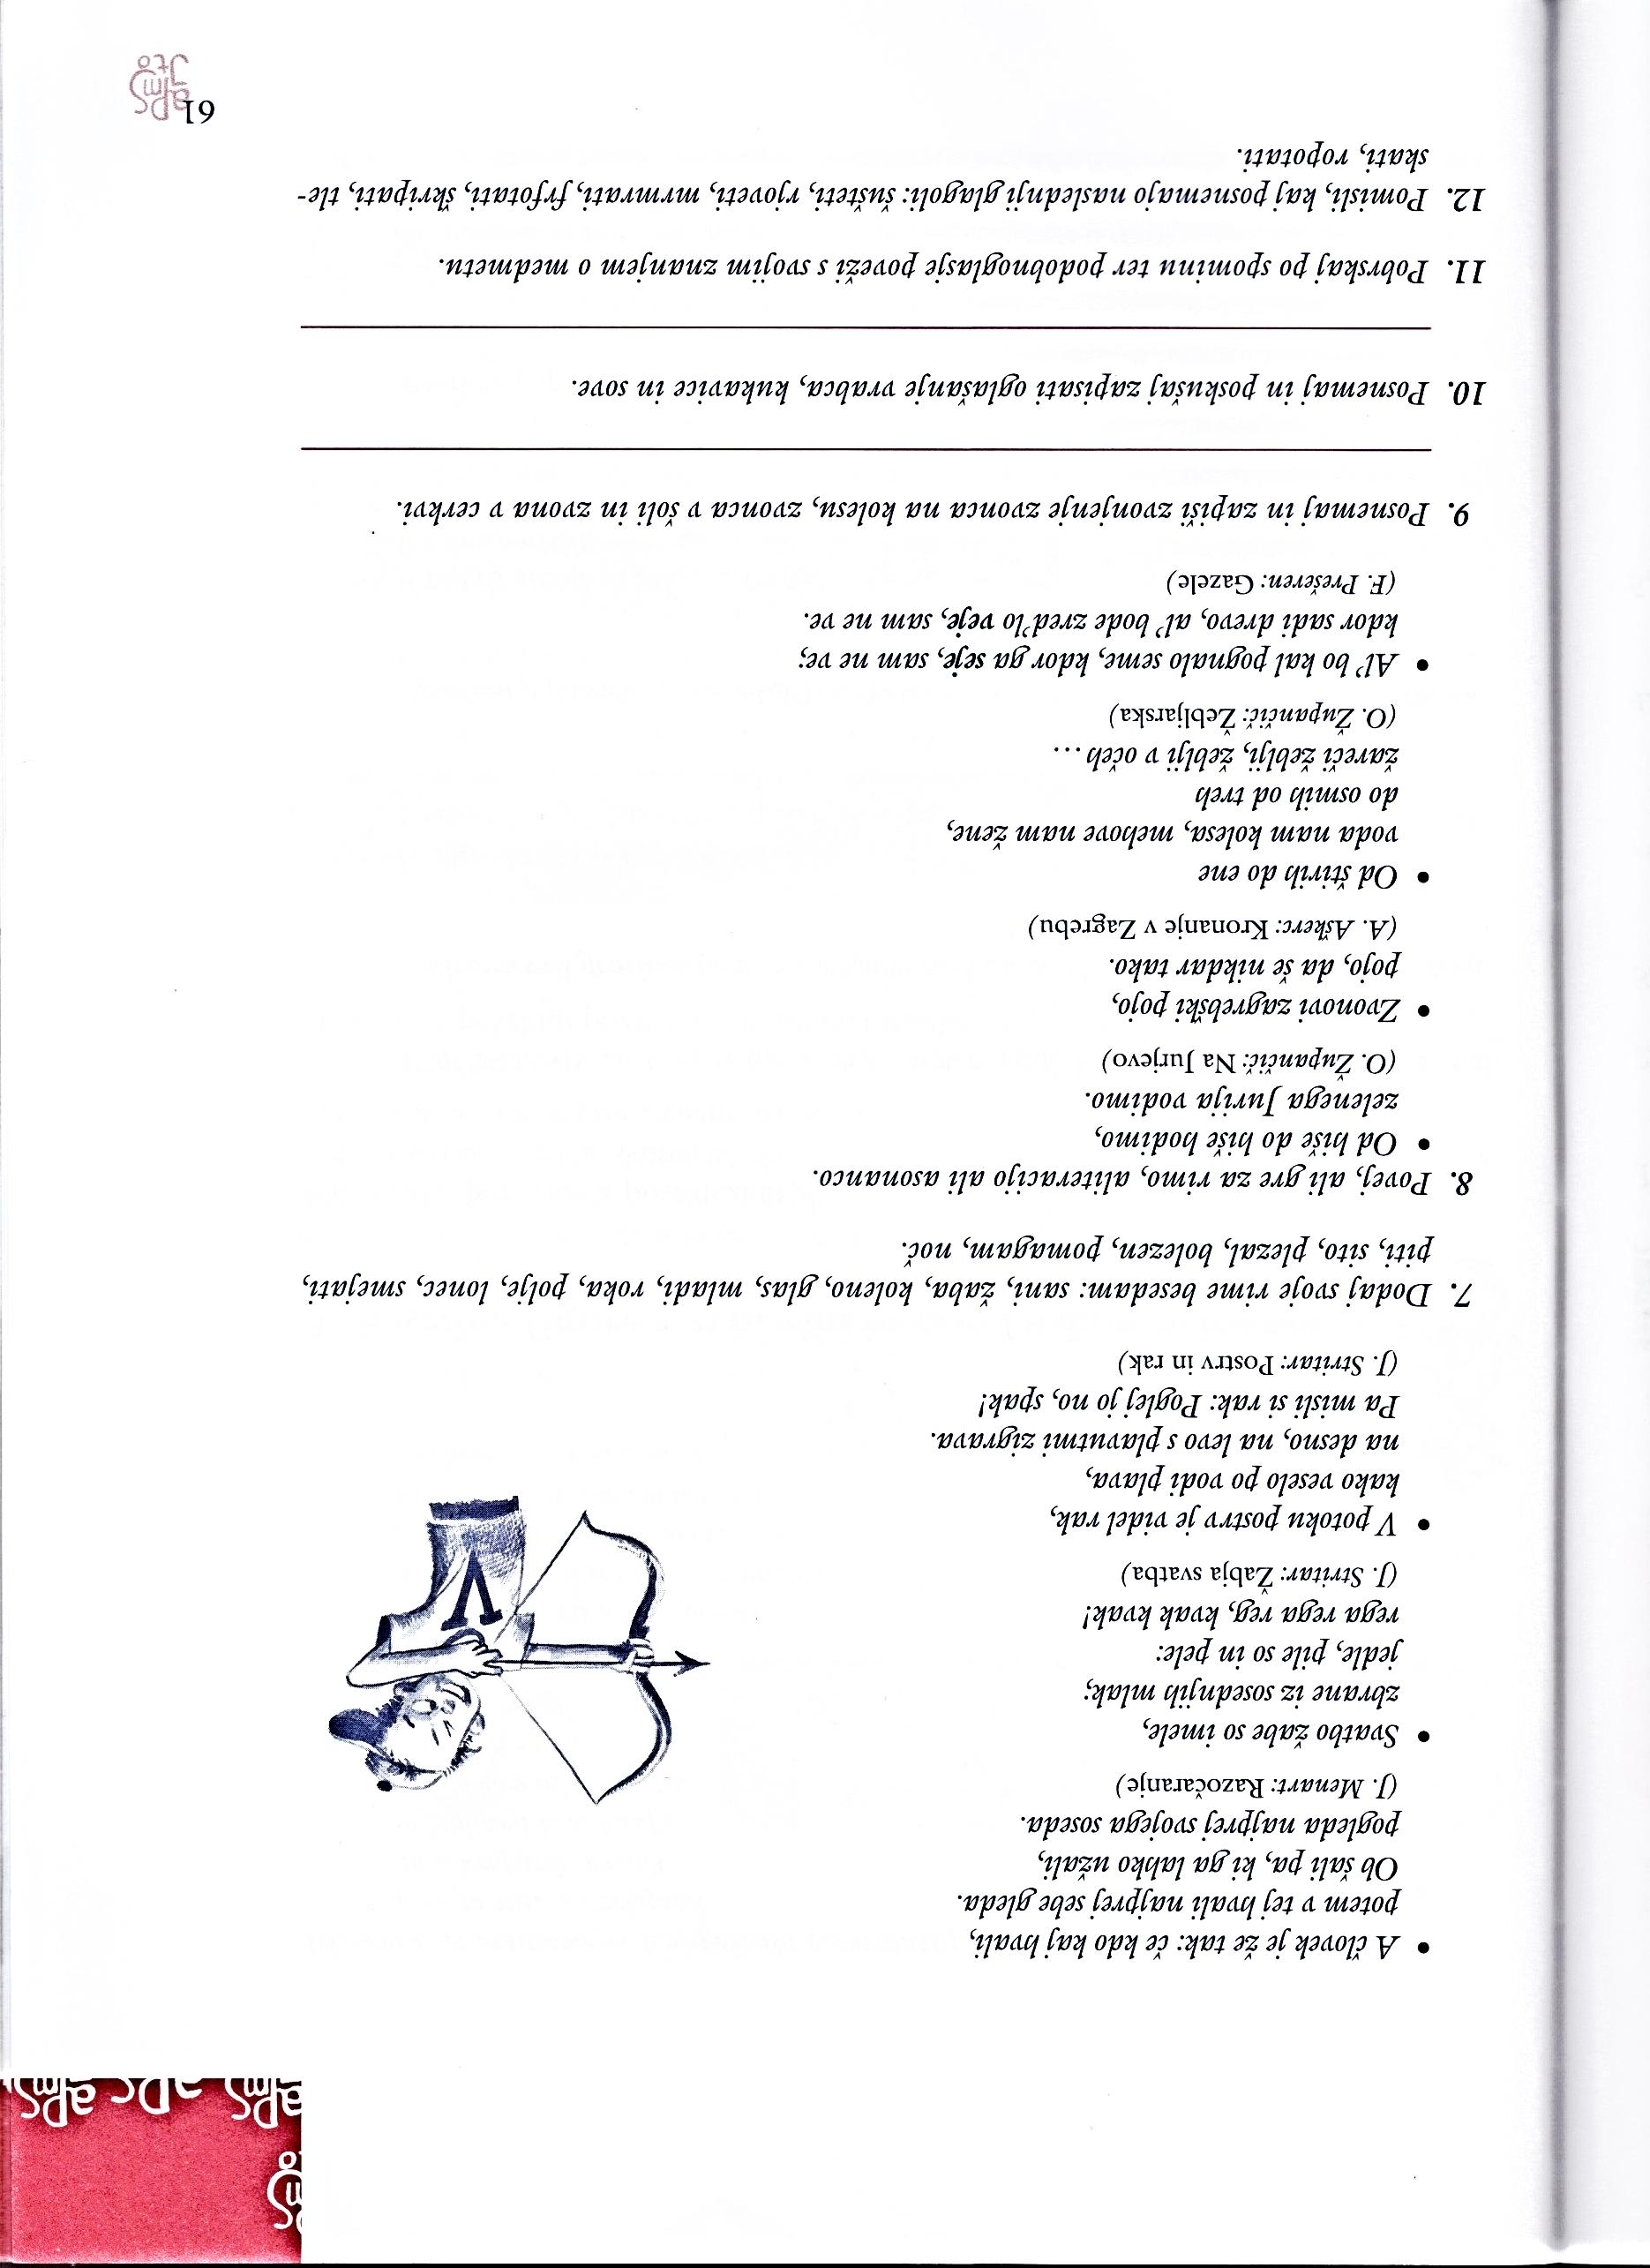 • A človek je že tak: če kdo kaj hvali,
potem v tej hvali najprej sebe gleda.
Ob šali pa, ki ga lahko užali,
pogleda najprej svojega soseda.
(J. Menart: Razočaranje)
• Svatbo žabe so imele,
zbrane iz sosednjih mlak;
jedle, pile so in pele:
rega rega reg, kvak kvak!
(J. Stritar: Žabja svatba)
• V potoku postrv je videl rak,
kako veselo po vodi plava,
na desno, na levo s plavutmi zigrava.
Pa misli si rak: Poglej jo no, spak!
(J. Stritar: Postrv in rak)
V
7. Dodaj svoje rime besedam: sani, žaba, koleno, glas, mladi, roka, polje, lonec, smejati,
piti, sito, plezal, bolezen, pomagam, noč.
8. Povej, ali gre za rimo, aliteracijo ali asonanco.
• Od hiše do hiše hodimo,
zelenega Jurija vodimo.
(O. Župančič: Na Jurjevo)
• Zvonovi zagrebški pojo,
pojo, da še nikdar tako.
(A. Aškerc: Kronanje v Zagrebu)
• Od štirih do ene
voda nam kolesa, mehove nam žene,
do osmih od treh
žareči žeblji, žeblji v očeh ...
(O. Župančič: Žebljarska)
• Al' bo kal pognalo seme, kdor ga seje, sam ne ve;
kdor sadi drevo, al' bode zred'lo veje, sam ne ve.
(F. Prešeren: Gazele)
9. Posnemaj in zapiši zvonjenje zvonca na kolesu, zvonca v šoli in zvona v cerkvi.
10. Posnemaj in poskušaj zapisati oglašanje vrabca, kukavice in sove.
11. Pobrskaj po spominu ter podobnoglasje poveži s svojim znanjem o medmetu.
12. Pomisli, kaj posnemajo naslednji glagoli: šušteti, rjoveti, mrmrati, frfotati, škripati, tle-
skati, ropotati.
61